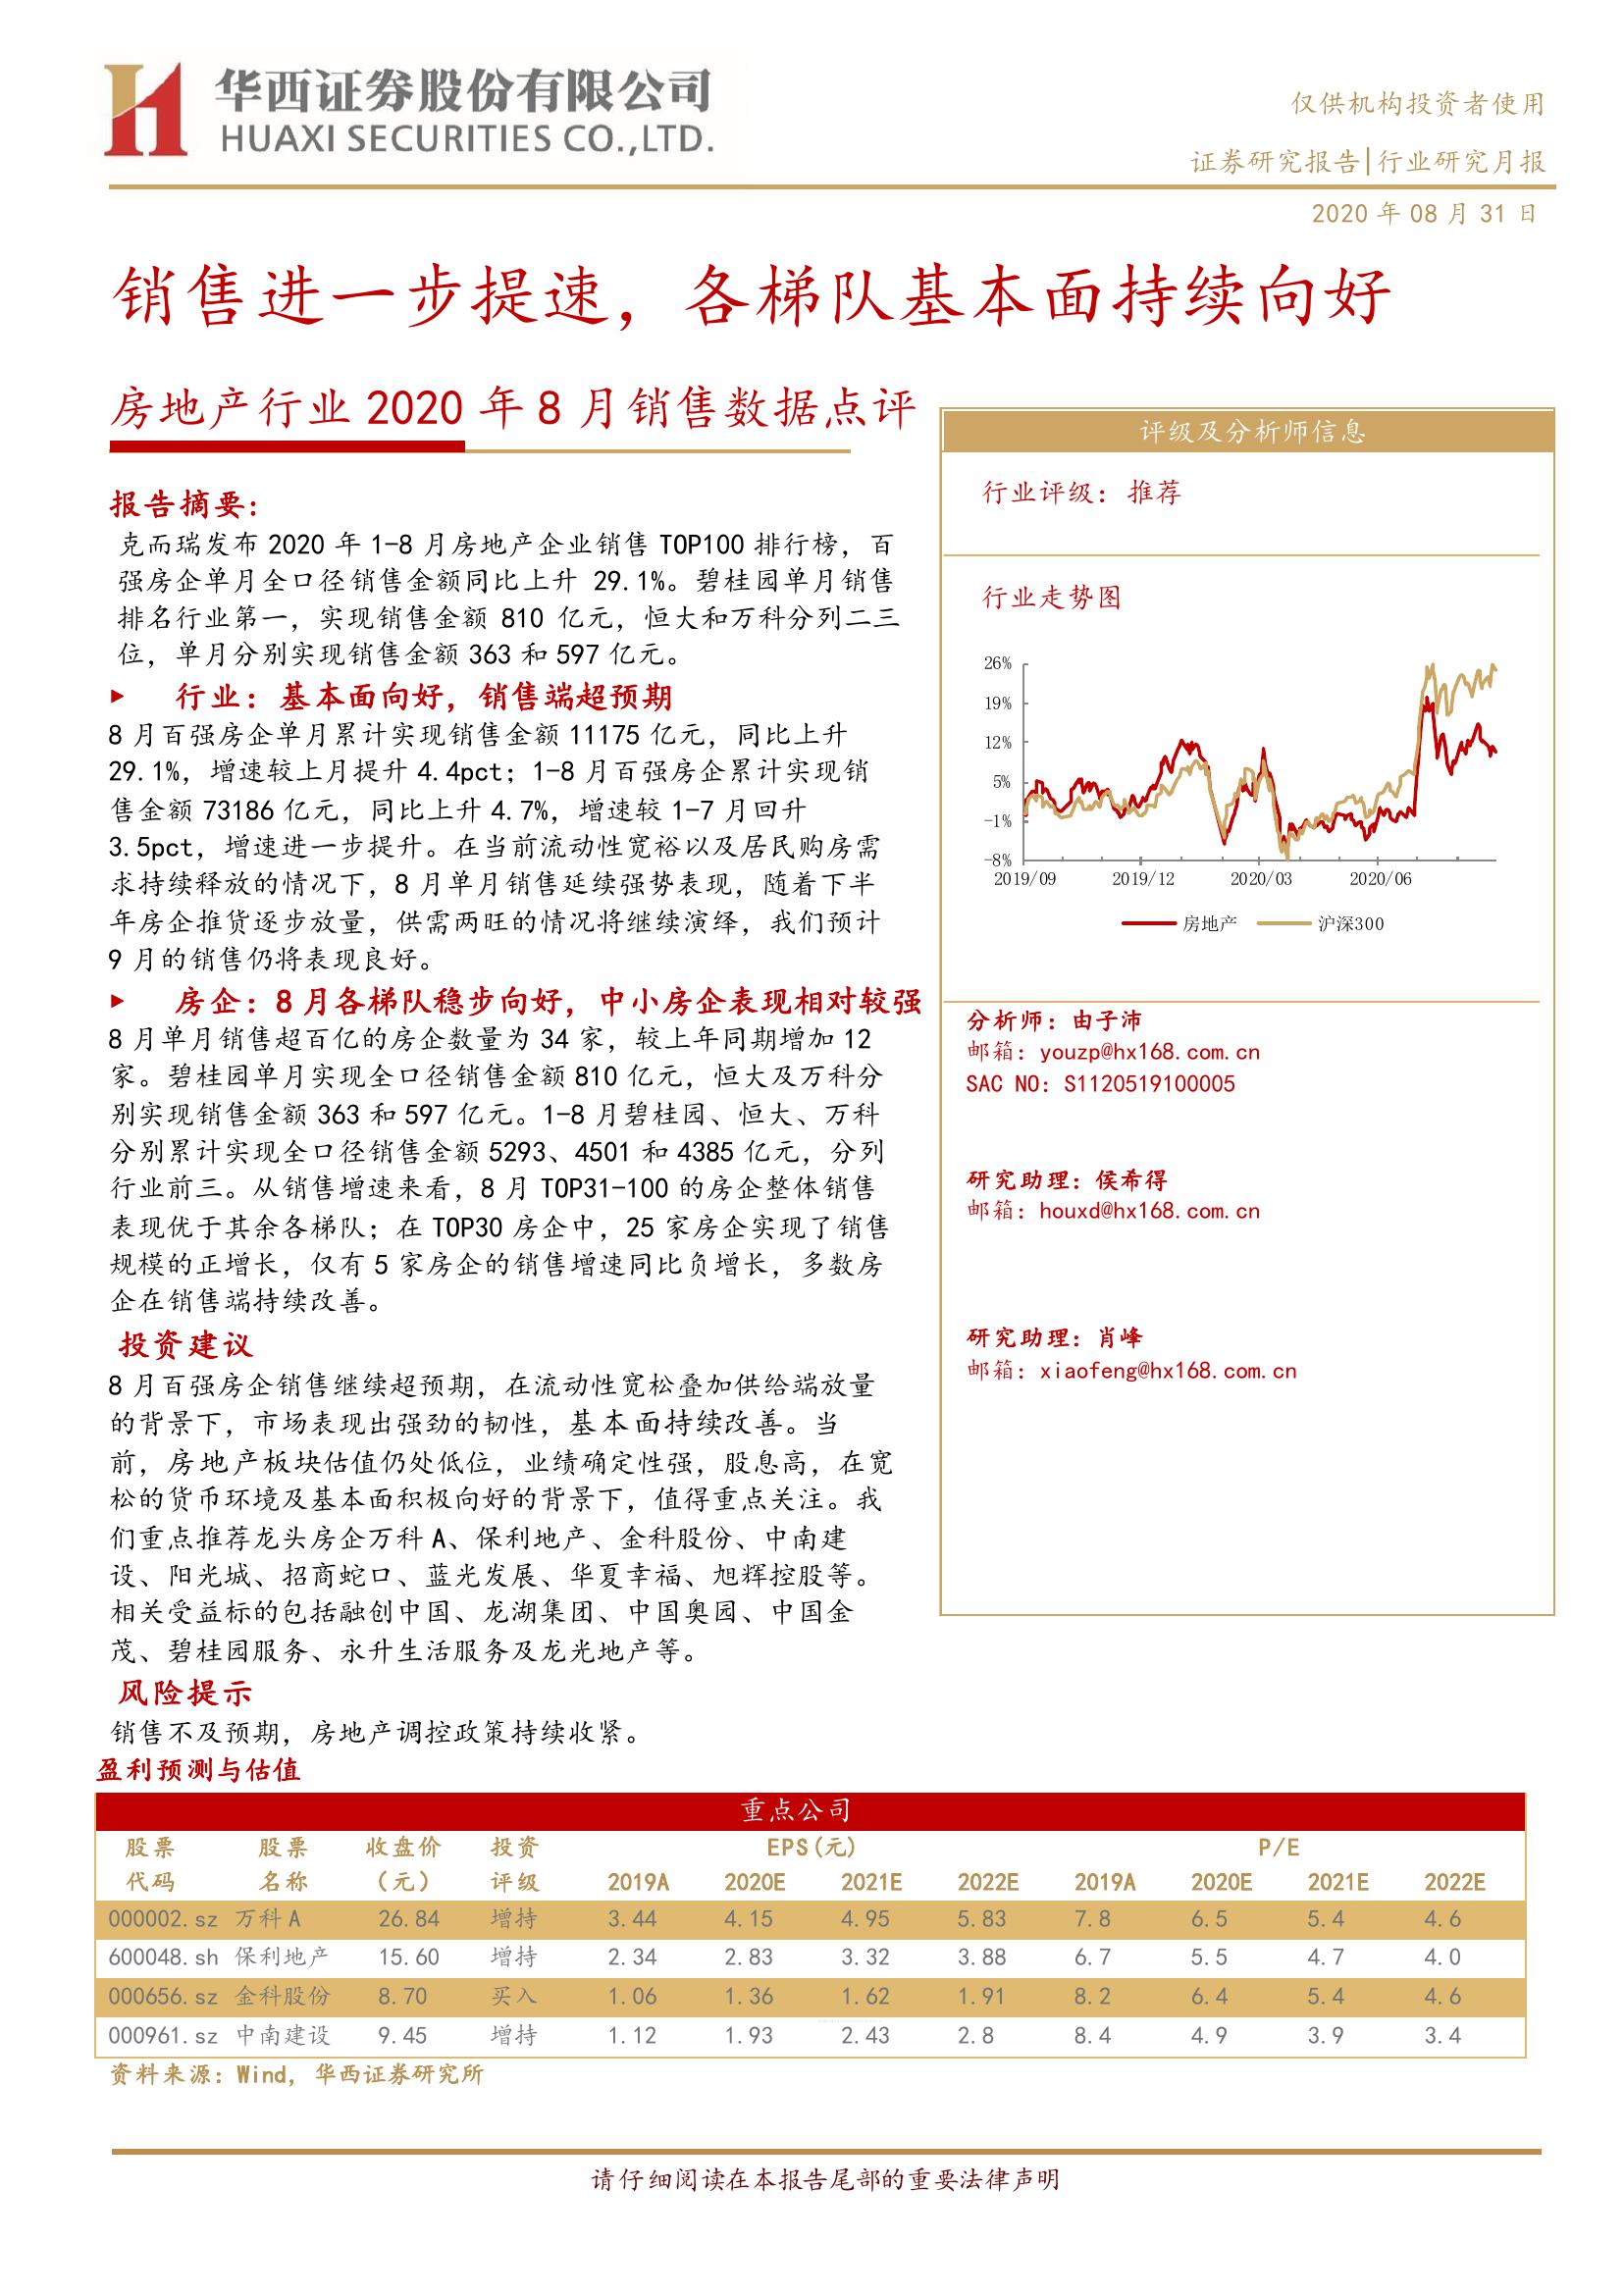 华西证券股份有限公司
HUAXI SECURITIES CO.,LTD.
仅供机构投资者使用
证券研究报告|行业研究月报
2020 年 08 月 31 日
销售进一步提速，各梯队基本面持续向好
房地产行业 2020 年 8 月销售数据点评
报告摘要：
克而瑞发布 2020 年 1-8 月房地产企业销售 TOP100 排行榜，百
强房企单月全口径销售金额同比上升 29.1%。碧桂园单月销售
排名行业第一，实现销售金额 810 亿元，恒大和万科分列二三
位，单月分别实现销售金额 363 和 597 亿元。
► 行业：基本面向好，销售端超预期
8 月百强房企单月累计实现销售金额 11175 亿元，同比上升
29.1%，增速较上月提升 4.4pct；1-8 月百强房企累计实现销
售金额 73186 亿元，同比上升 4.7%，增速较 1-7 月回升
3.5pct，增速进一步提升。在当前流动性宽裕以及居民购房需
求持续释放的情况下，8 月单月销售延续强势表现，随着下半
年房企推货逐步放量，供需两旺的情况将继续演绎，我们预计
9 月的销售仍将表现良好。
► 房企：8 月各梯队稳步向好，中小房企表现相对较强
8 月单月销售超百亿的房企数量为 34 家，较上年同期增加 12
家。碧桂园单月实现全口径销售金额 810 亿元，恒大及万科分
别实现销售金额 363 和 597 亿元。1-8 月碧桂园、恒大、万科
分别累计实现全口径销售金额 5293、4501 和 4385 亿元，分列
行业前三。从销售增速来看，8 月 TOP31-100 的房企整体销售
表现优于其余各梯队；在 TOP30 房企中，25 家房企实现了销售
规模的正增长，仅有 5 家房企的销售增速同比负增长，多数房
企在销售端持续改善。
投资建议
8 月百强房企销售继续超预期，在流动性宽松叠加供给端放量
的背景下，市场表现出强劲的韧性，基本面持续改善。当
前，房地产板块估值仍处低位，业绩确定性强，股息高，在宽
松的货币环境及基本面积极向好的背景下，值得重点关注。我
们重点推荐龙头房企万科 A、保利地产、金科股份、中南建
设、阳光城、招商蛇口、蓝光发展、华夏幸福、旭辉控股等。
相关受益标的包括融创中国、龙湖集团、中国奥园、中国金
茂、碧桂园服务、永升生活服务及龙光地产等。
风险提示
销售不及预期，房地产调控政策持续收紧。
评级及分析师信息
行业评级：推荐
行业走势图
26%
19%
12%
5%
-1%
-8%
2019/09 2019/12 2020/03 2020/06
房地产 沪深300
分析师：由子沛
邮箱：youzp@hx168.com.cn
SAC NO：S1120519100005
研究助理：侯希得
邮箱：houxd@hx168.com.cn
研究助理：肖峰
邮箱：xiaofeng@hx168.com.cn
盈利预测与估值
重点公司
股票 股票 收盘价 投资 EPS(元) P/E
代码 名称 （元） 评级 2019A 2020E 2021E 2022E 2019A 2020E 2021E 2022E
000002.sz 万科 A 26.84 增持 3.44 4.15 4.95 5.83 7.8 6.5 5.4 4.6
600048.sh 保利地产 15.60 增持 2.34 2.83 3.32 3.88 6.7 5.5 4.7 4.0
000656.sz 金科股份 8.70 买入 1.06 1.36 1.62 1.91 8.2 6.4 5.4 4.6
000961.sz 中南建设 9.45 增持 1.12 1.93 2.43 2.8 8.4 4.9 3.9 3.4
资料来源：Wind，华西证券研究所
请仔细阅读在本报告尾部的重要法律声明